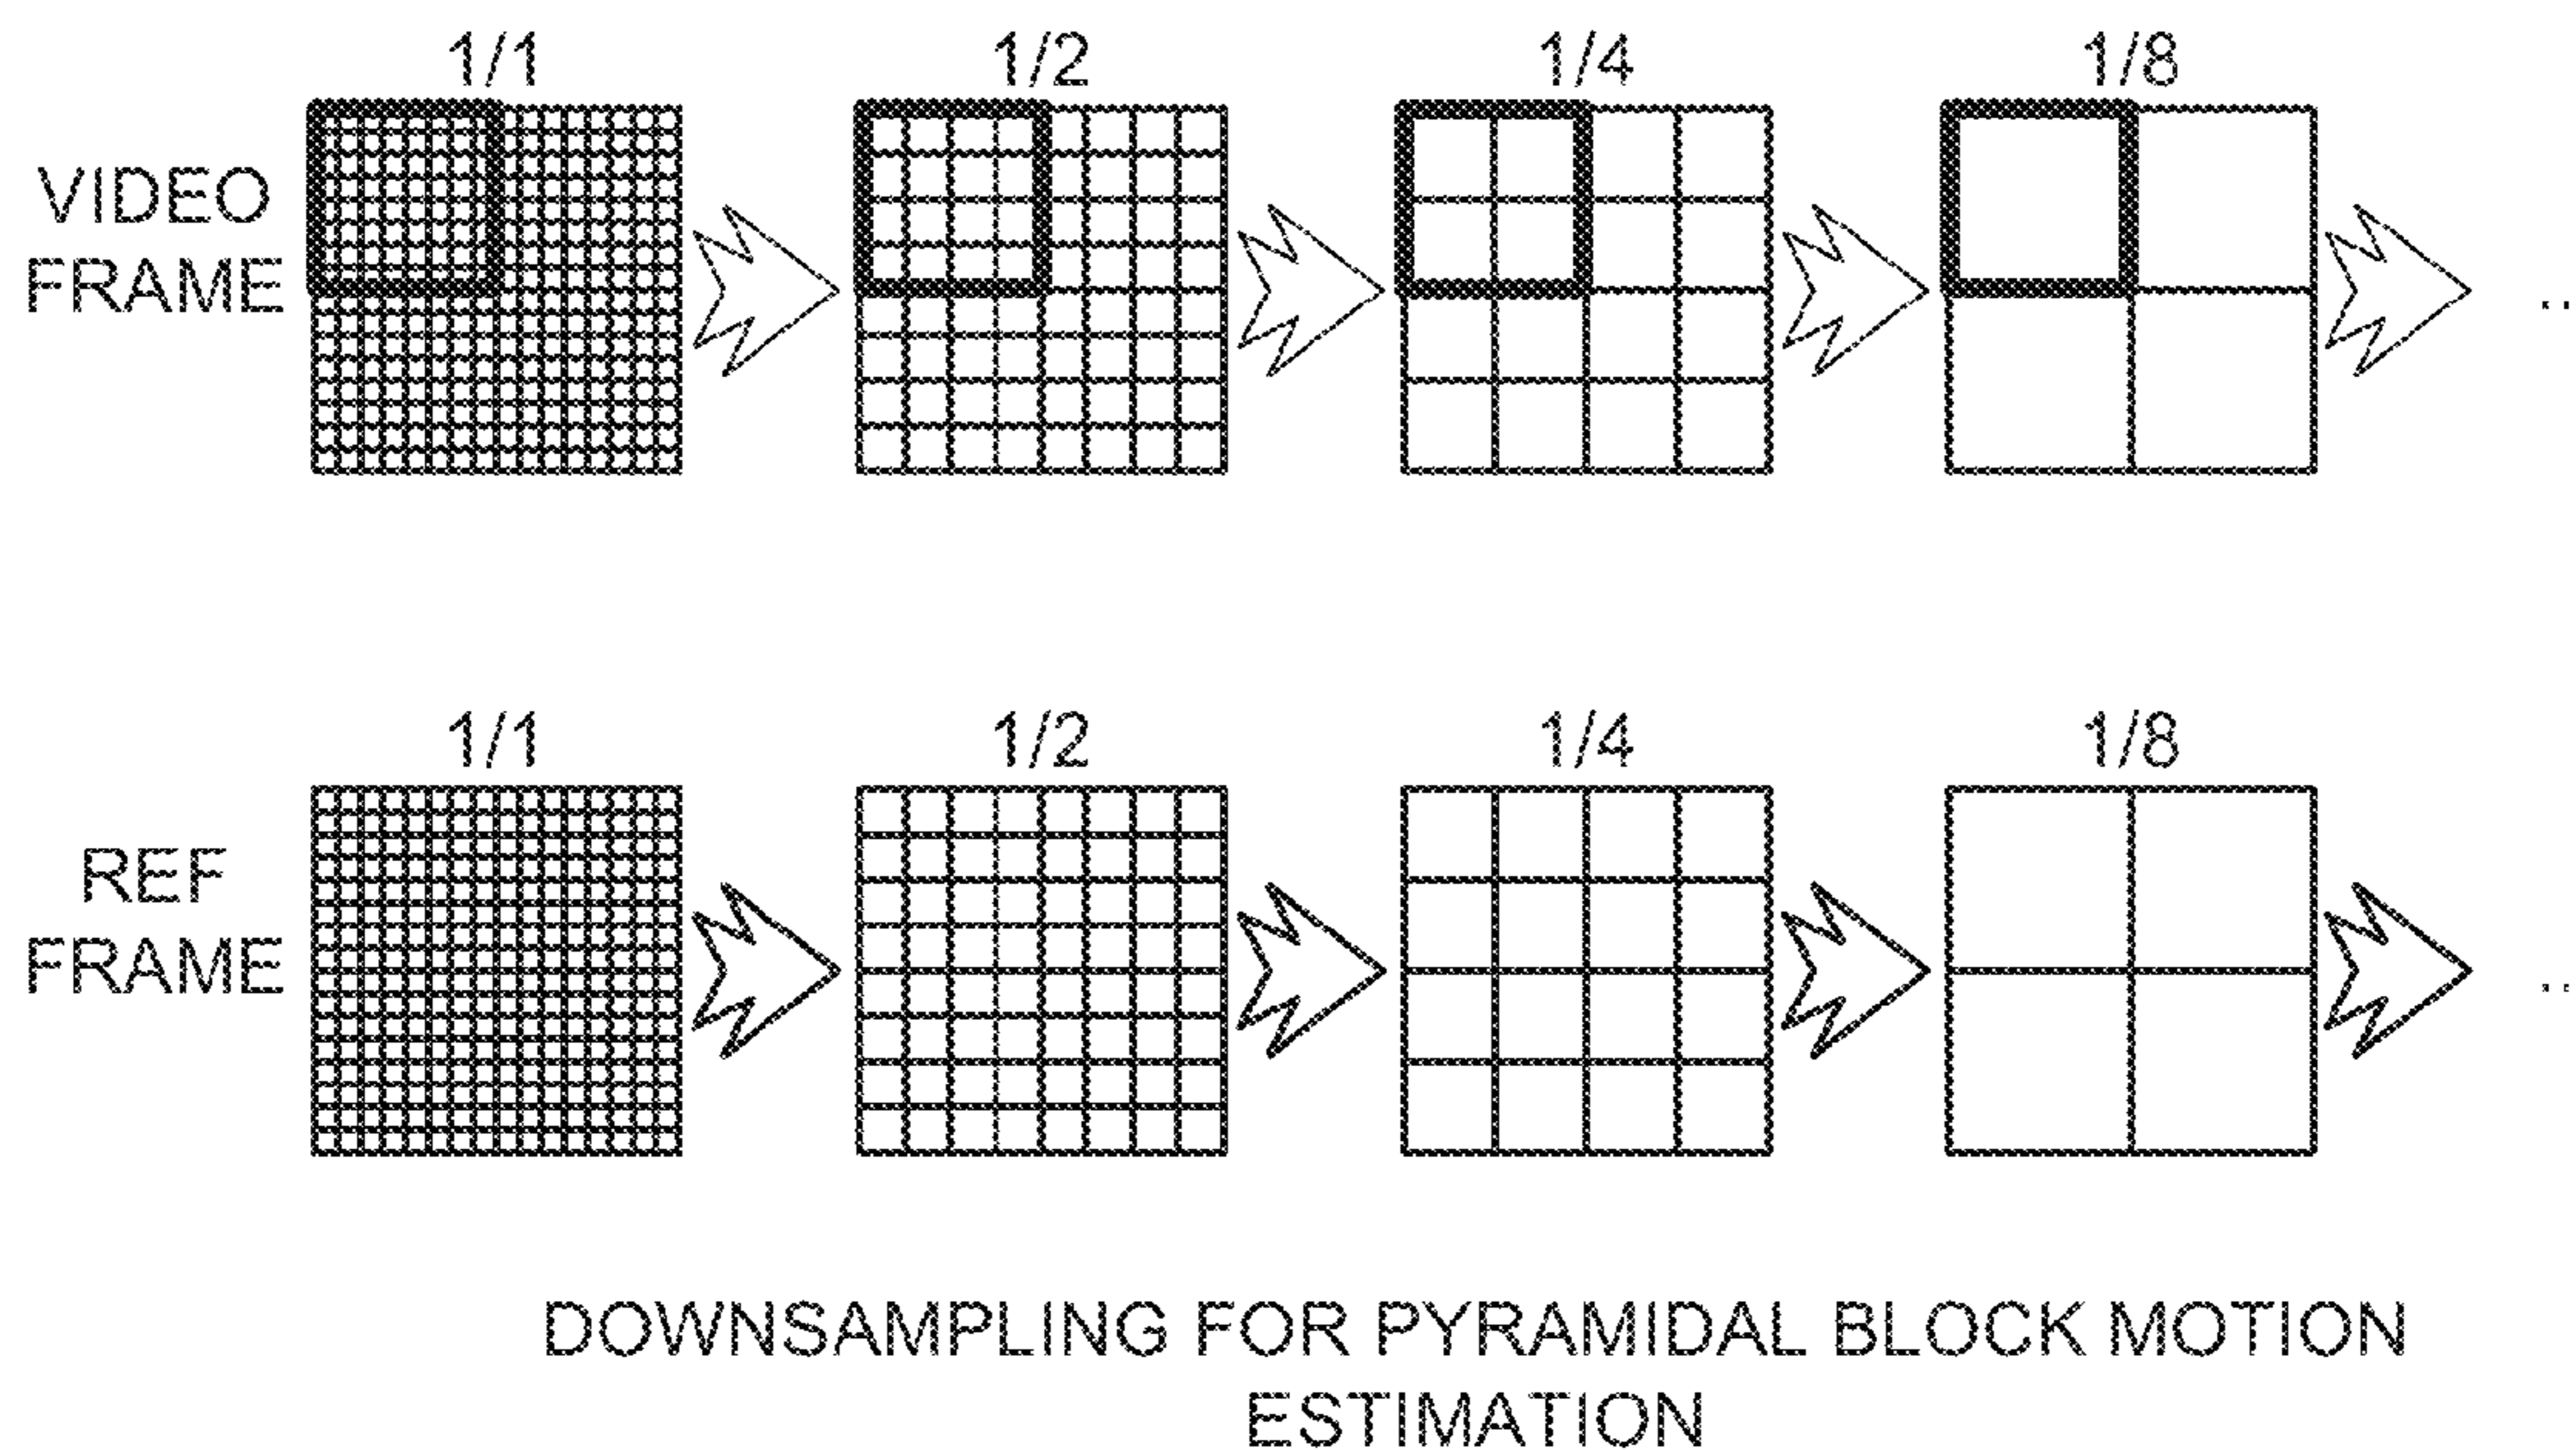 1/1 1/2 1/4 1/8
VIDEO
FRAME
..
1/1 1/2 1/4 1/8
REF
FRAME
..
DOWNSAMPLING FOR PYRAMIDAL BLOCK MOTION
ESTIMATION